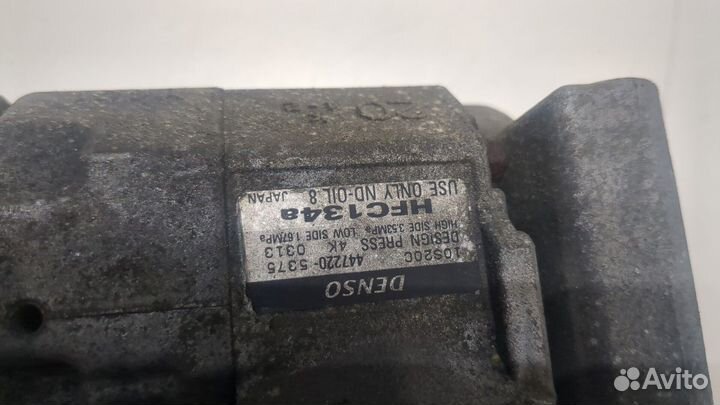 DENSO
10S20C 447220-5375
DESIGN PRESS 4K 0313
HIGH SIDE 3.53MPa LOW SIDE 1.67MPa
HFC134a
USE ONLY ND-OIL 8 JAPAN
Avito